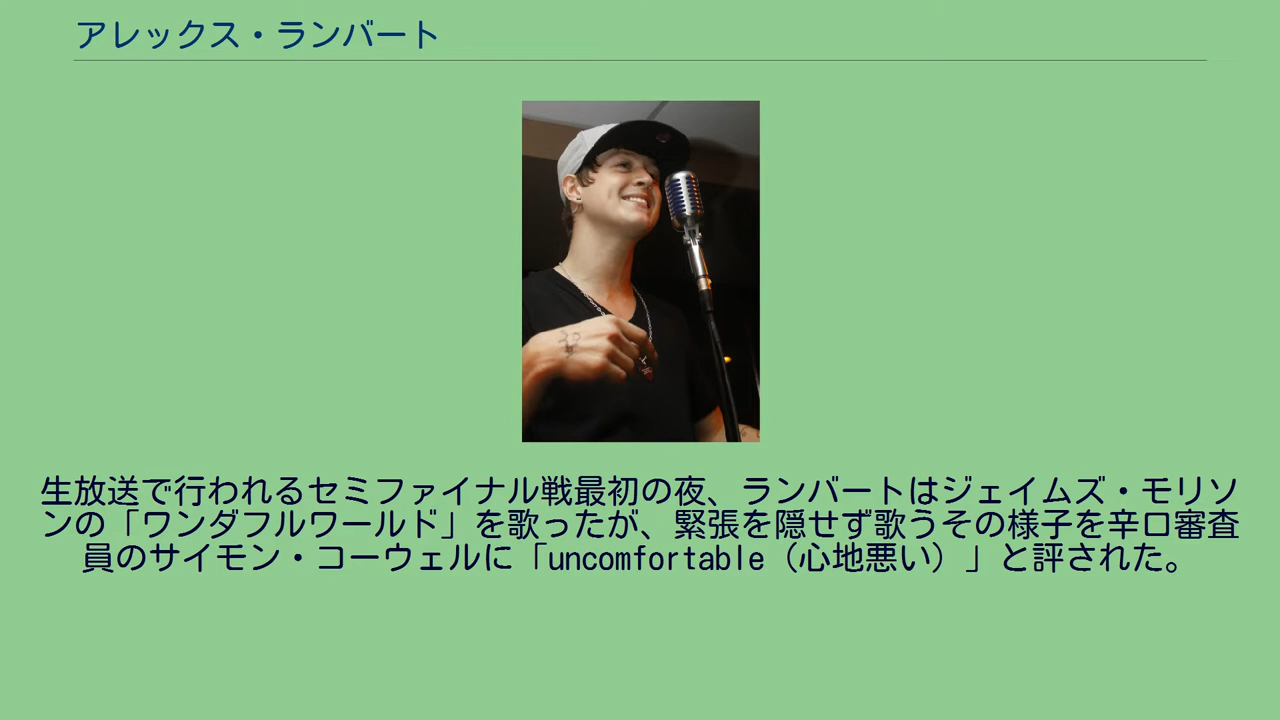 アレックス・ランバート
生放送で行われるセミファイナル戦最初の夜、ランバートはジェイムズ・モリソ
ンの「ワンダフルワールド」を歌ったが、緊張を隠せず歌うその様子を辛口審査
員のサイモン・コーウェルに「uncomfortable（心地悪い）」と評された。